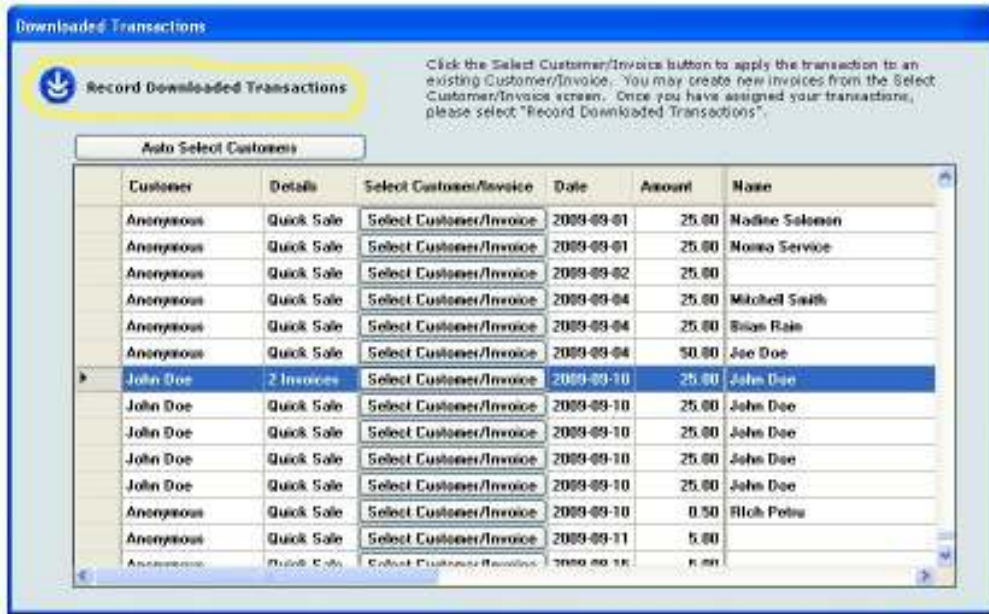 Downloaded Transactions
Record Downloaded Transactions
Click the Select Customer/Invoice button to apply the transaction to an
existing Customer/Invoice. You may create new invoices from the Select
Customer/Invoice screen. Once you have assigned your transactions,
please select "Record Downloaded Transactions".
Auto Select Customers
Customer Details Select Customer/Invoice Date Amount Name
Anonymous Quick Sale Select Customer/Invoice 2009-09-01 25.00 Nadine Solomon
Anonymous Quick Sale Select Customer/Invoice 2009-09-01 25.00 Norma Service
Anonymous Quick Sale Select Customer/Invoice 2009-09-02 25.00
Anonymous Quick Sale Select Customer/Invoice 2009-09-04 25.00 Mitchell Smith
Anonymous Quick Sale Select Customer/Invoice 2009-09-04 25.00 Brian Rain
Anonymous Quick Sale Select Customer/Invoice 2009-09-04 50.00 Joe Doe
John Doe 2 Invoices Select Customer/Invoice 2009-09-10 25.00 John Doe
John Doe Quick Sale Select Customer/Invoice 2009-09-10 25.00 John Doe
John Doe Quick Sale Select Customer/Invoice 2009-09-10 25.00 John Doe
John Doe Quick Sale Select Customer/Invoice 2009-09-10 25.00 John Doe
John Doe Quick Sale Select Customer/Invoice 2009-09-10 25.00 John Doe
Anonymous Quick Sale Select Customer/Invoice 2009-09-10 0.50 RIch Petru
Anonymous Quick Sale Select Customer/Invoice 2009-09-11 5.00
Anonymous Quick Sale Select Customer/Invoice